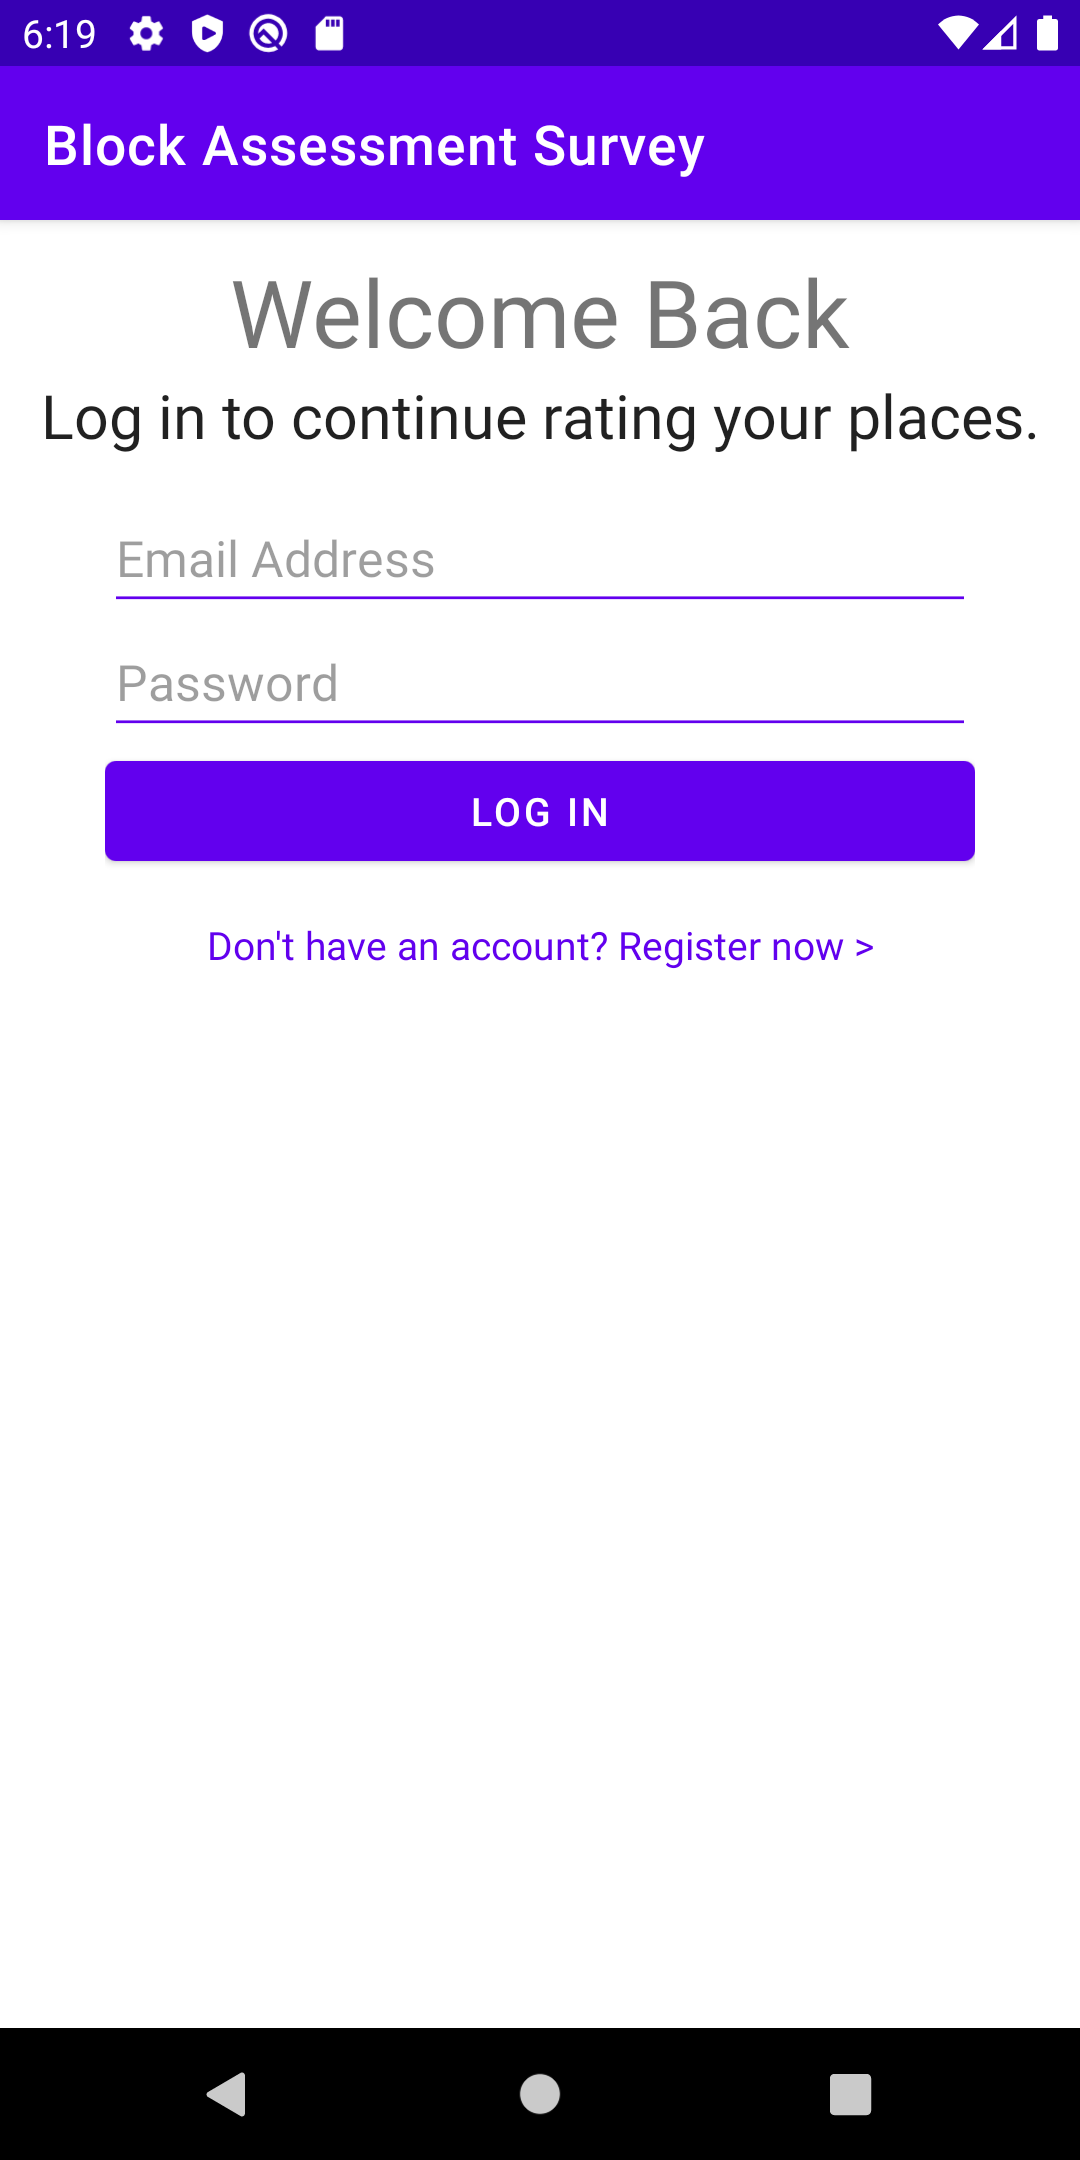 6:19
Block Assessment Survey
Welcome Back
Log in to continue rating your places.
Email Address
Password
LOG IN
Don't have an account? Register now >